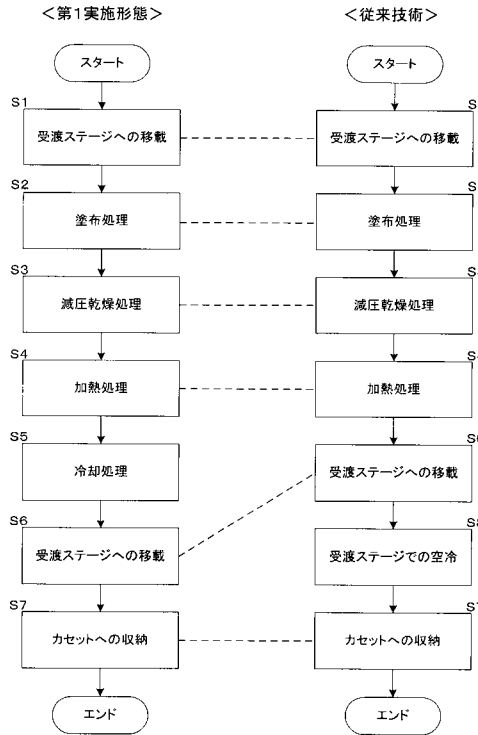 <第1実施形態>
スタート
S1
受渡ステージへの移載
S2
塗布処理
S3
減圧乾燥処理
S4
加熱処理
S5
冷却処理
S6
受渡ステージへの移載
S7
カセットへの収納
エンド
<従来技術>
スタート
S
受渡ステージへの移載
S
塗布処理
減圧乾燥処理
加熱処理
S6
受渡ステージへの移載
S8
受渡ステージでの空冷
カセットへの収納
エンド